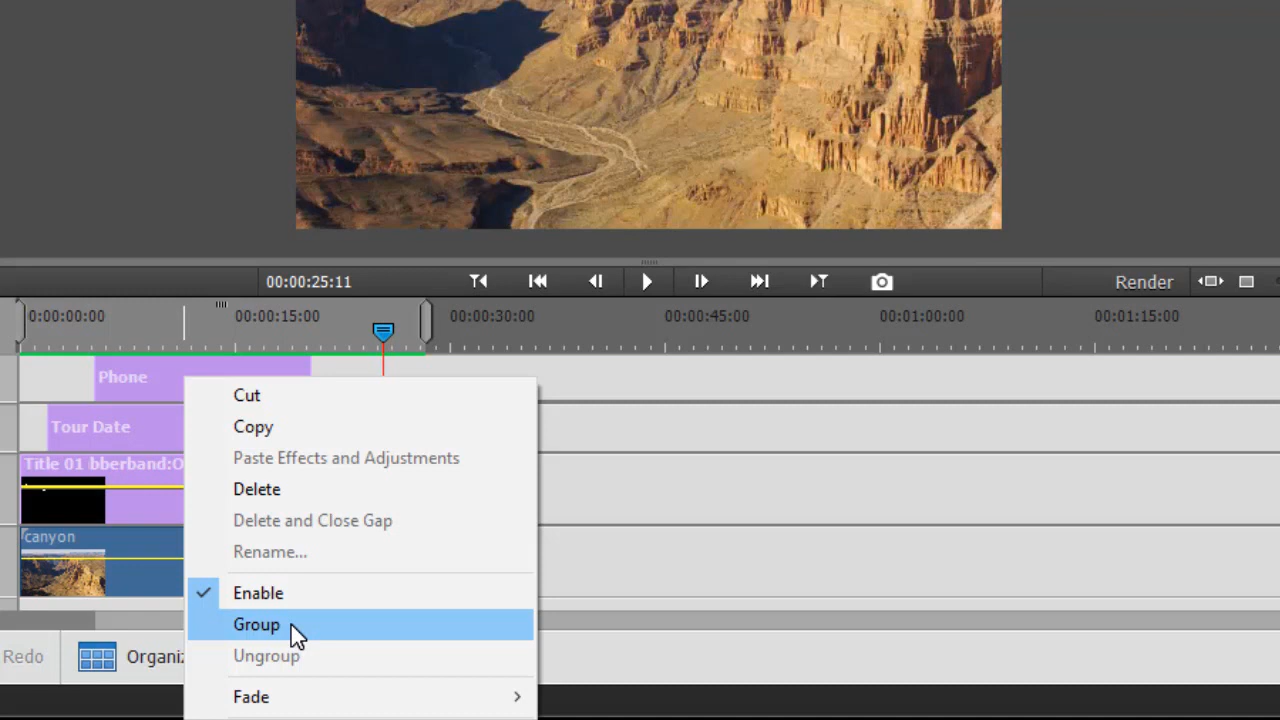 00:00:25:11
Render
0:00:00:00
00:00:15:00
00:00:30:00
00:00:45:00
00:01:00:00
00:01:15:00
Phone
Tour Date
Title 01 bberband:O
canyon
Cut
Copy
Paste Effects and Adjustments
Delete
Delete and Close Gap
Rename...
Enable
Group
Ungroup
Fade
Redo
Organiz